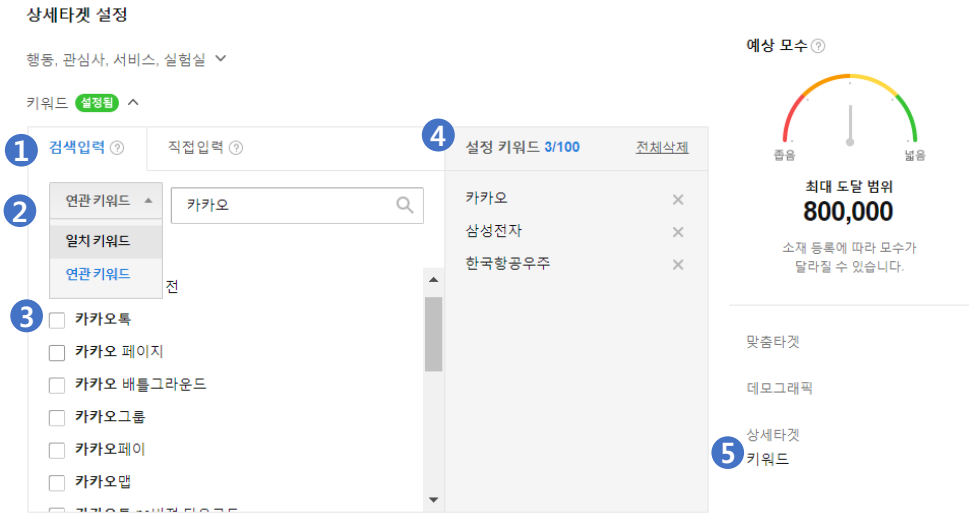 상세타겟 설정
행동, 관심사, 서비스, 실험실
키워드 설정됨
1 검색입력 ? 직접입력 ?
2 연관키워드 카카오
일치키워드
연관키워드
전
3 카카오톡
카카오 페이지
카카오 배틀그라운드
카카오그룹
카카오페이
카카오맵
4 설정 키워드 3/100 전체삭제
카카오
삼성전자
한국항공우주
예상 모수 ?
좁음 넓음
최대 도달 범위
800,000
소재 등록에 따라 모수가
달라질 수 있습니다.
맞춤타겟
데모그래픽
상세타겟
5 키워드